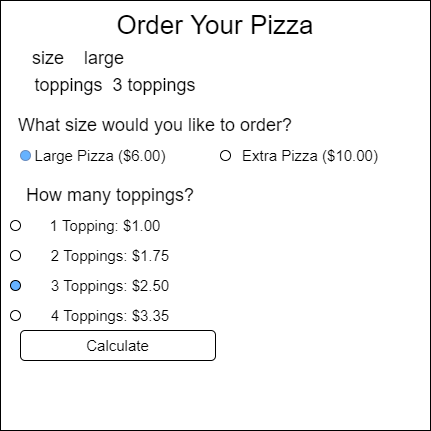 Order Your Pizza
size large
toppings 3 toppings
What size would you like to order?
Large Pizza ($6.00) Extra Pizza ($10.00)
How many toppings?
1 Topping: $1.00
2 Toppings: $1.75
3 Toppings: $2.50
4 Toppings: $3.35
Calculate